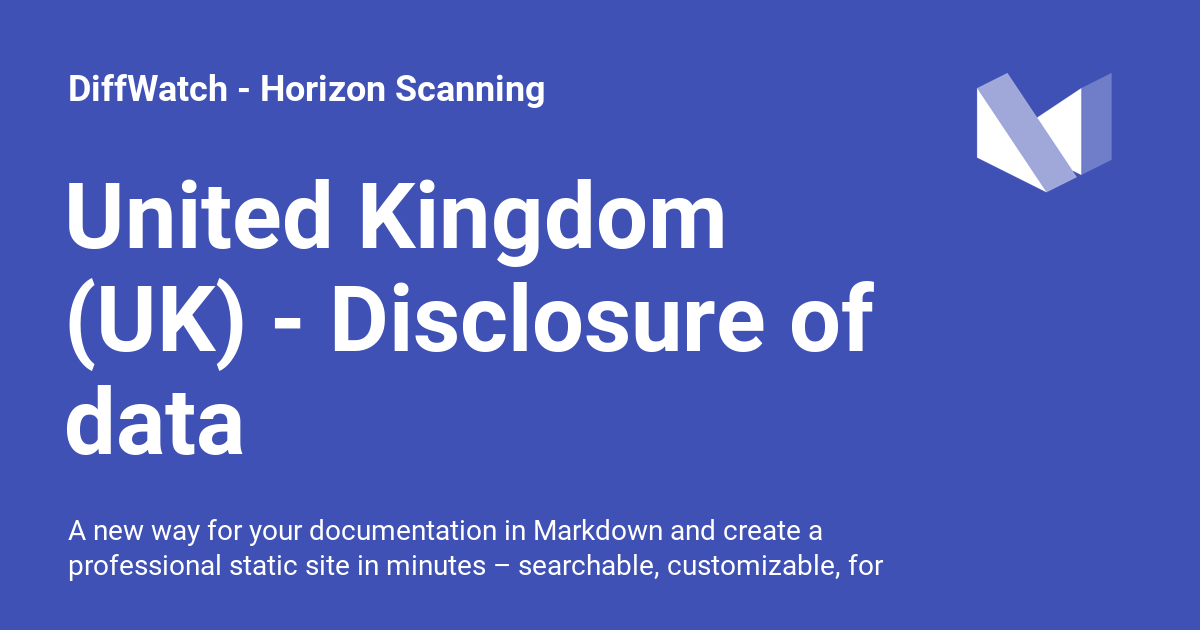 DiffWatch - Horizon Scanning
United Kingdom
(UK) - Disclosure of
data
A new way for your documentation in Markdown and create a
professional static site in minutes – searchable, customizable, for